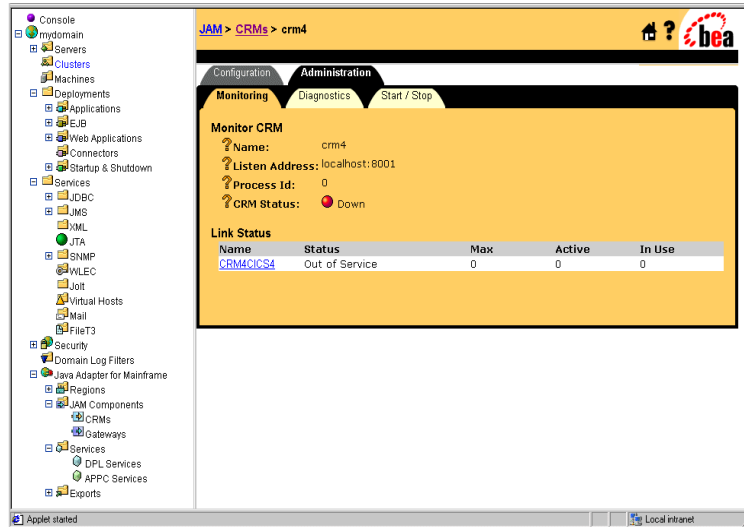 Console
mydomain
Servers
Clusters
Machines
Deployments
Applications
EJB
Web Applications
Connectors
Startup & Shutdown
Services
JDBC
JMS
XML
JTA
SNMP
WLEC
Jolt
Virtual Hosts
Mail
FileT3
Security
Domain Log Filters
Java Adapter for Mainframe
Regions
JAM Components
CRMs
Gateways
Services
DPL Services
APPC Services
Exports
JAM > CRMs > crm4
? bea
Configuration Administration
Monitoring Diagnostics Start / Stop
Monitor CRM
? Name: crm4
? Listen Address: localhost:8001
? Process Id: 0
? CRM Status: Down
Link Status
Name Status Max Active In Use
CRM4CICS4 Out of Service 0 0 0
Applet started Local intranet